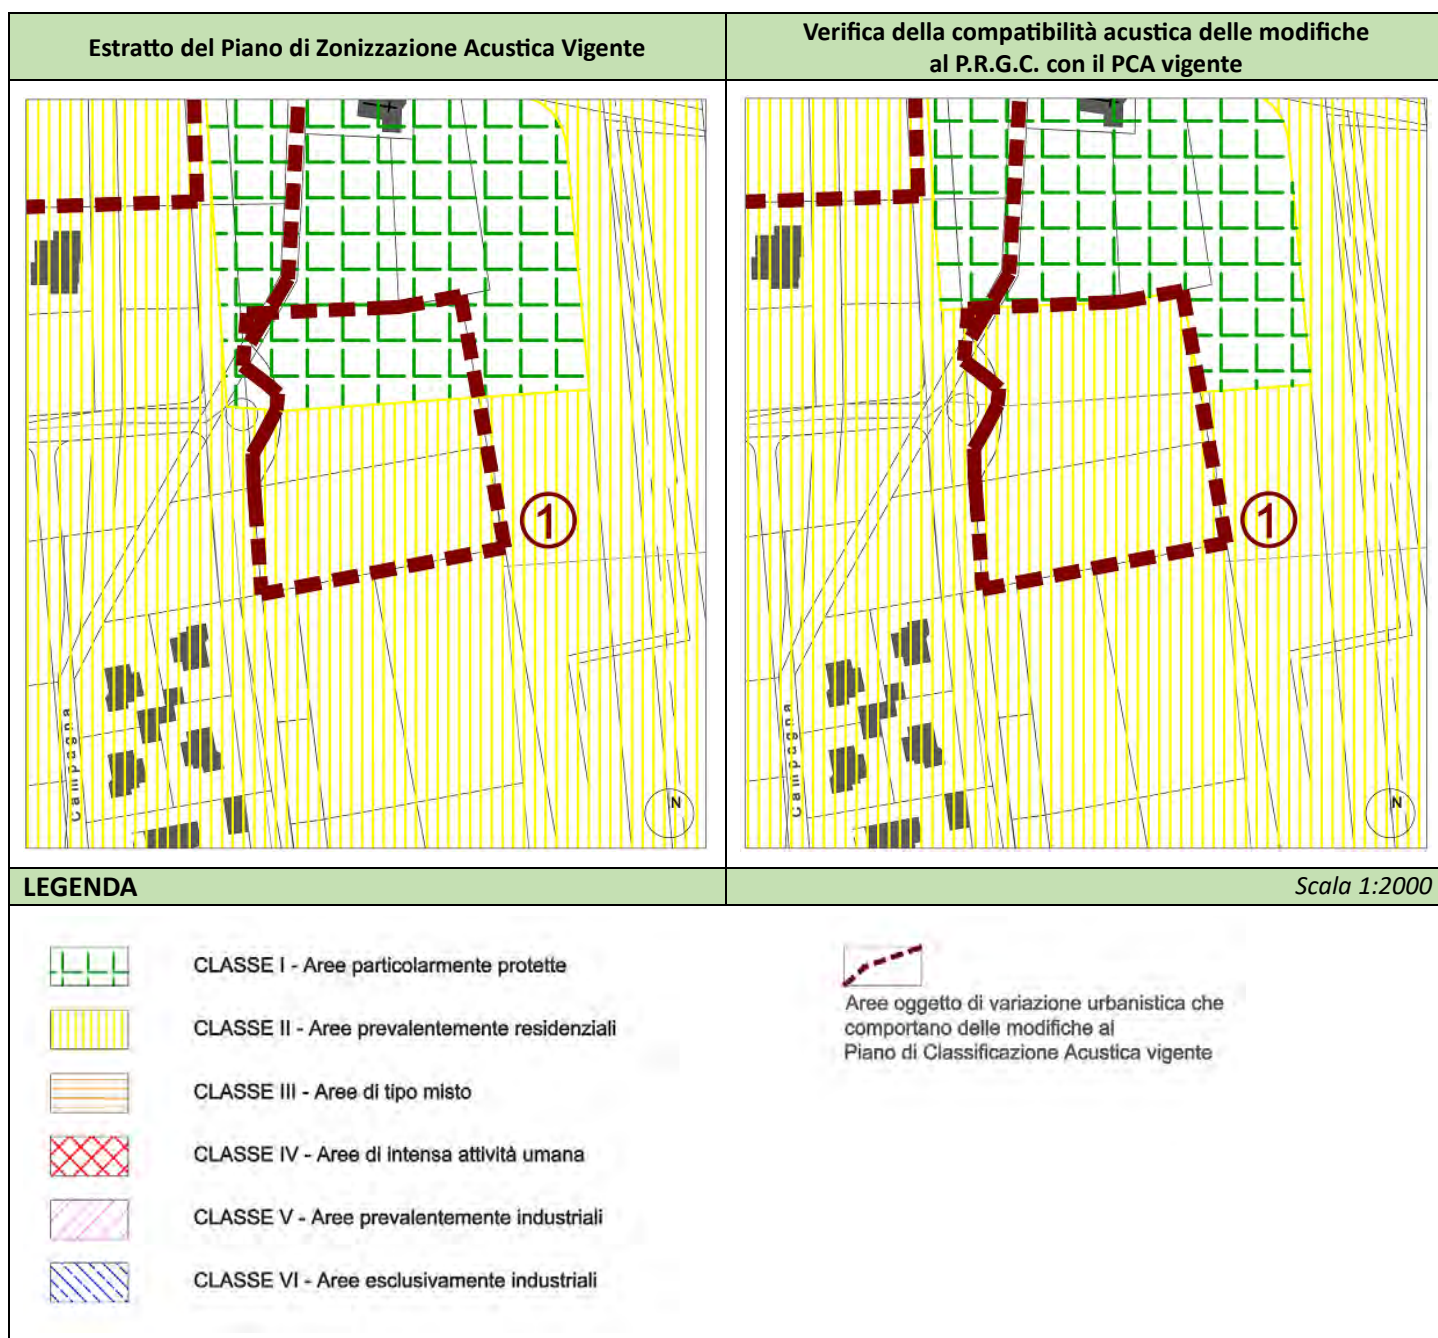 Estratto del Piano di Zonizzazione Acustica Vigente
Verifica della compatibilità acustica delle modifiche
al P.R.G.C. con il PCA vigente
1
Campagna
N
1
Campagna
N
LEGENDA
Scala 1:2000
CLASSE I - Aree particolarmente protette
CLASSE II - Aree prevalentemente residenziali
CLASSE III - Aree di tipo misto
CLASSE IV - Aree di intensa attività umana
CLASSE V - Aree prevalentemente industriali
CLASSE VI - Aree esclusivamente industriali
Aree oggetto di variazione urbanistica che
comportano delle modifiche al
Piano di Classificazione Acustica vigente